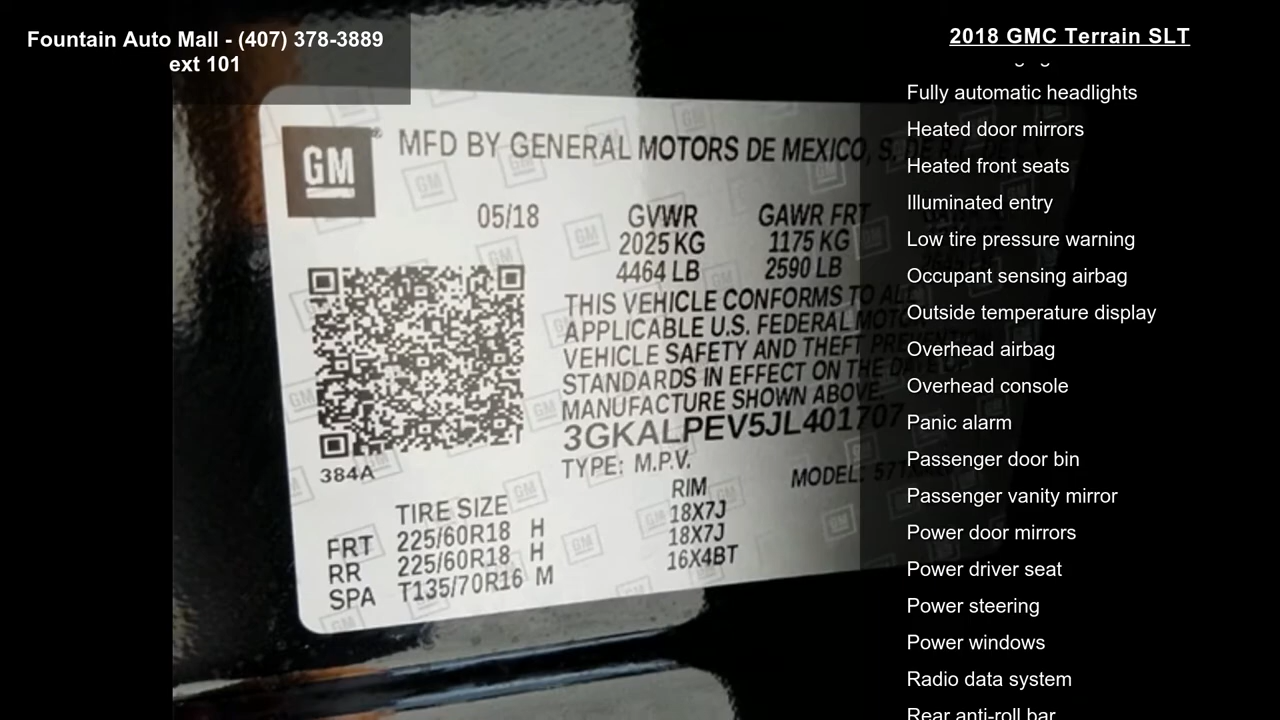 Fountain Auto Mall - (407) 378-3889
ext 101
2018 GMC Terrain SLT
GM
MFD BY GENERAL MOTORS DE MEXICO, S. DE R.L.
05/18
GVWR GAWR FRT
2025 KG 1175 KG
4464 LB 2590 LB
THIS VEHICLE CONFORMS TO ALL
APPLICABLE U.S. FEDERAL MOTOR
VEHICLE SAFETY AND THEFT PREVENTION
STANDARDS IN EFFECT ON THE DATE OF
MANUFACTURE SHOWN ABOVE.
3GKALPEV5JL401707
384A
TYPE: M.P.V.
MODEL:
TIRE SIZE RIM
FRT 225/60R18 H 18X7J
RR 225/60R18 H 18X7J
SPA T135/70R16 M 16X4BT
Fully automatic headlights
Heated door mirrors
Heated front seats
Illuminated entry
Low tire pressure warning
Occupant sensing airbag
Outside temperature display
Overhead airbag
Overhead console
Panic alarm
Passenger door bin
Passenger vanity mirror
Power door mirrors
Power driver seat
Power steering
Power windows
Radio data system
Rear anti-roll bar